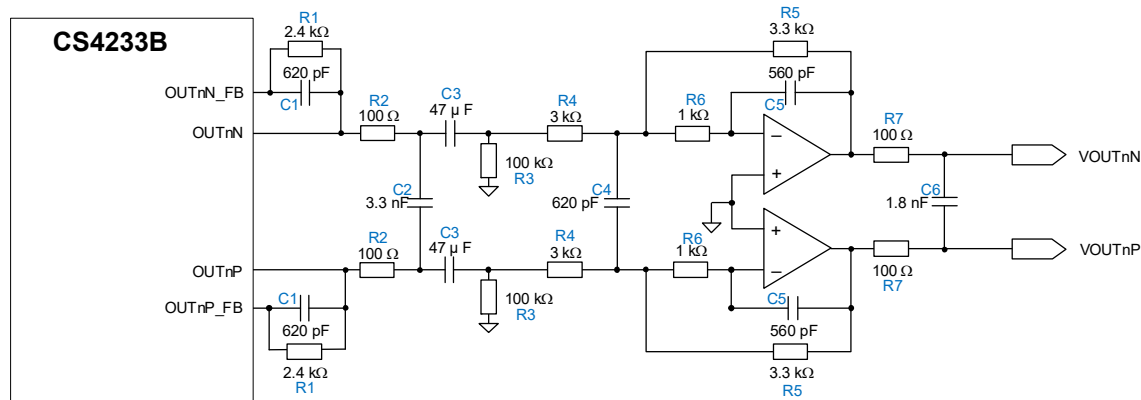 CS4233B
R1
2.4 kΩ
620 pF
C1
OUTnN_FB
OUTnN
R2
100 Ω
C3
47 µF
100 kΩ
R3
R4
3 kΩ
R5
3.3 kΩ
560 pF
C5
R6
1 kΩ
−
+
R7
100 Ω
VOUTnN
C2
3.3 nF
C4
620 pF
C6
1.8 nF
R2
100 Ω
C3
47 µF
100 kΩ
R3
R4
3 kΩ
R6
1 kΩ
+
−
100 Ω
R7
VOUTnP
OUTnP
OUTnP_FB
C1
620 pF
2.4 kΩ
R1
C5
560 pF
3.3 kΩ
R5